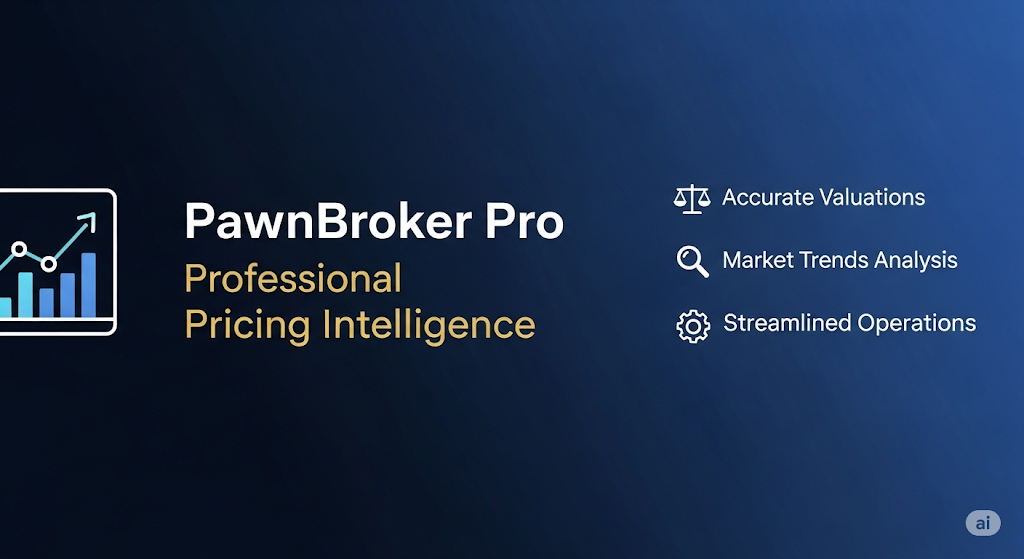 PawnBroker Pro
Professional
Pricing Intelligence
Accurate Valuations
Market Trends Analysis
Streamlined Operations
ai